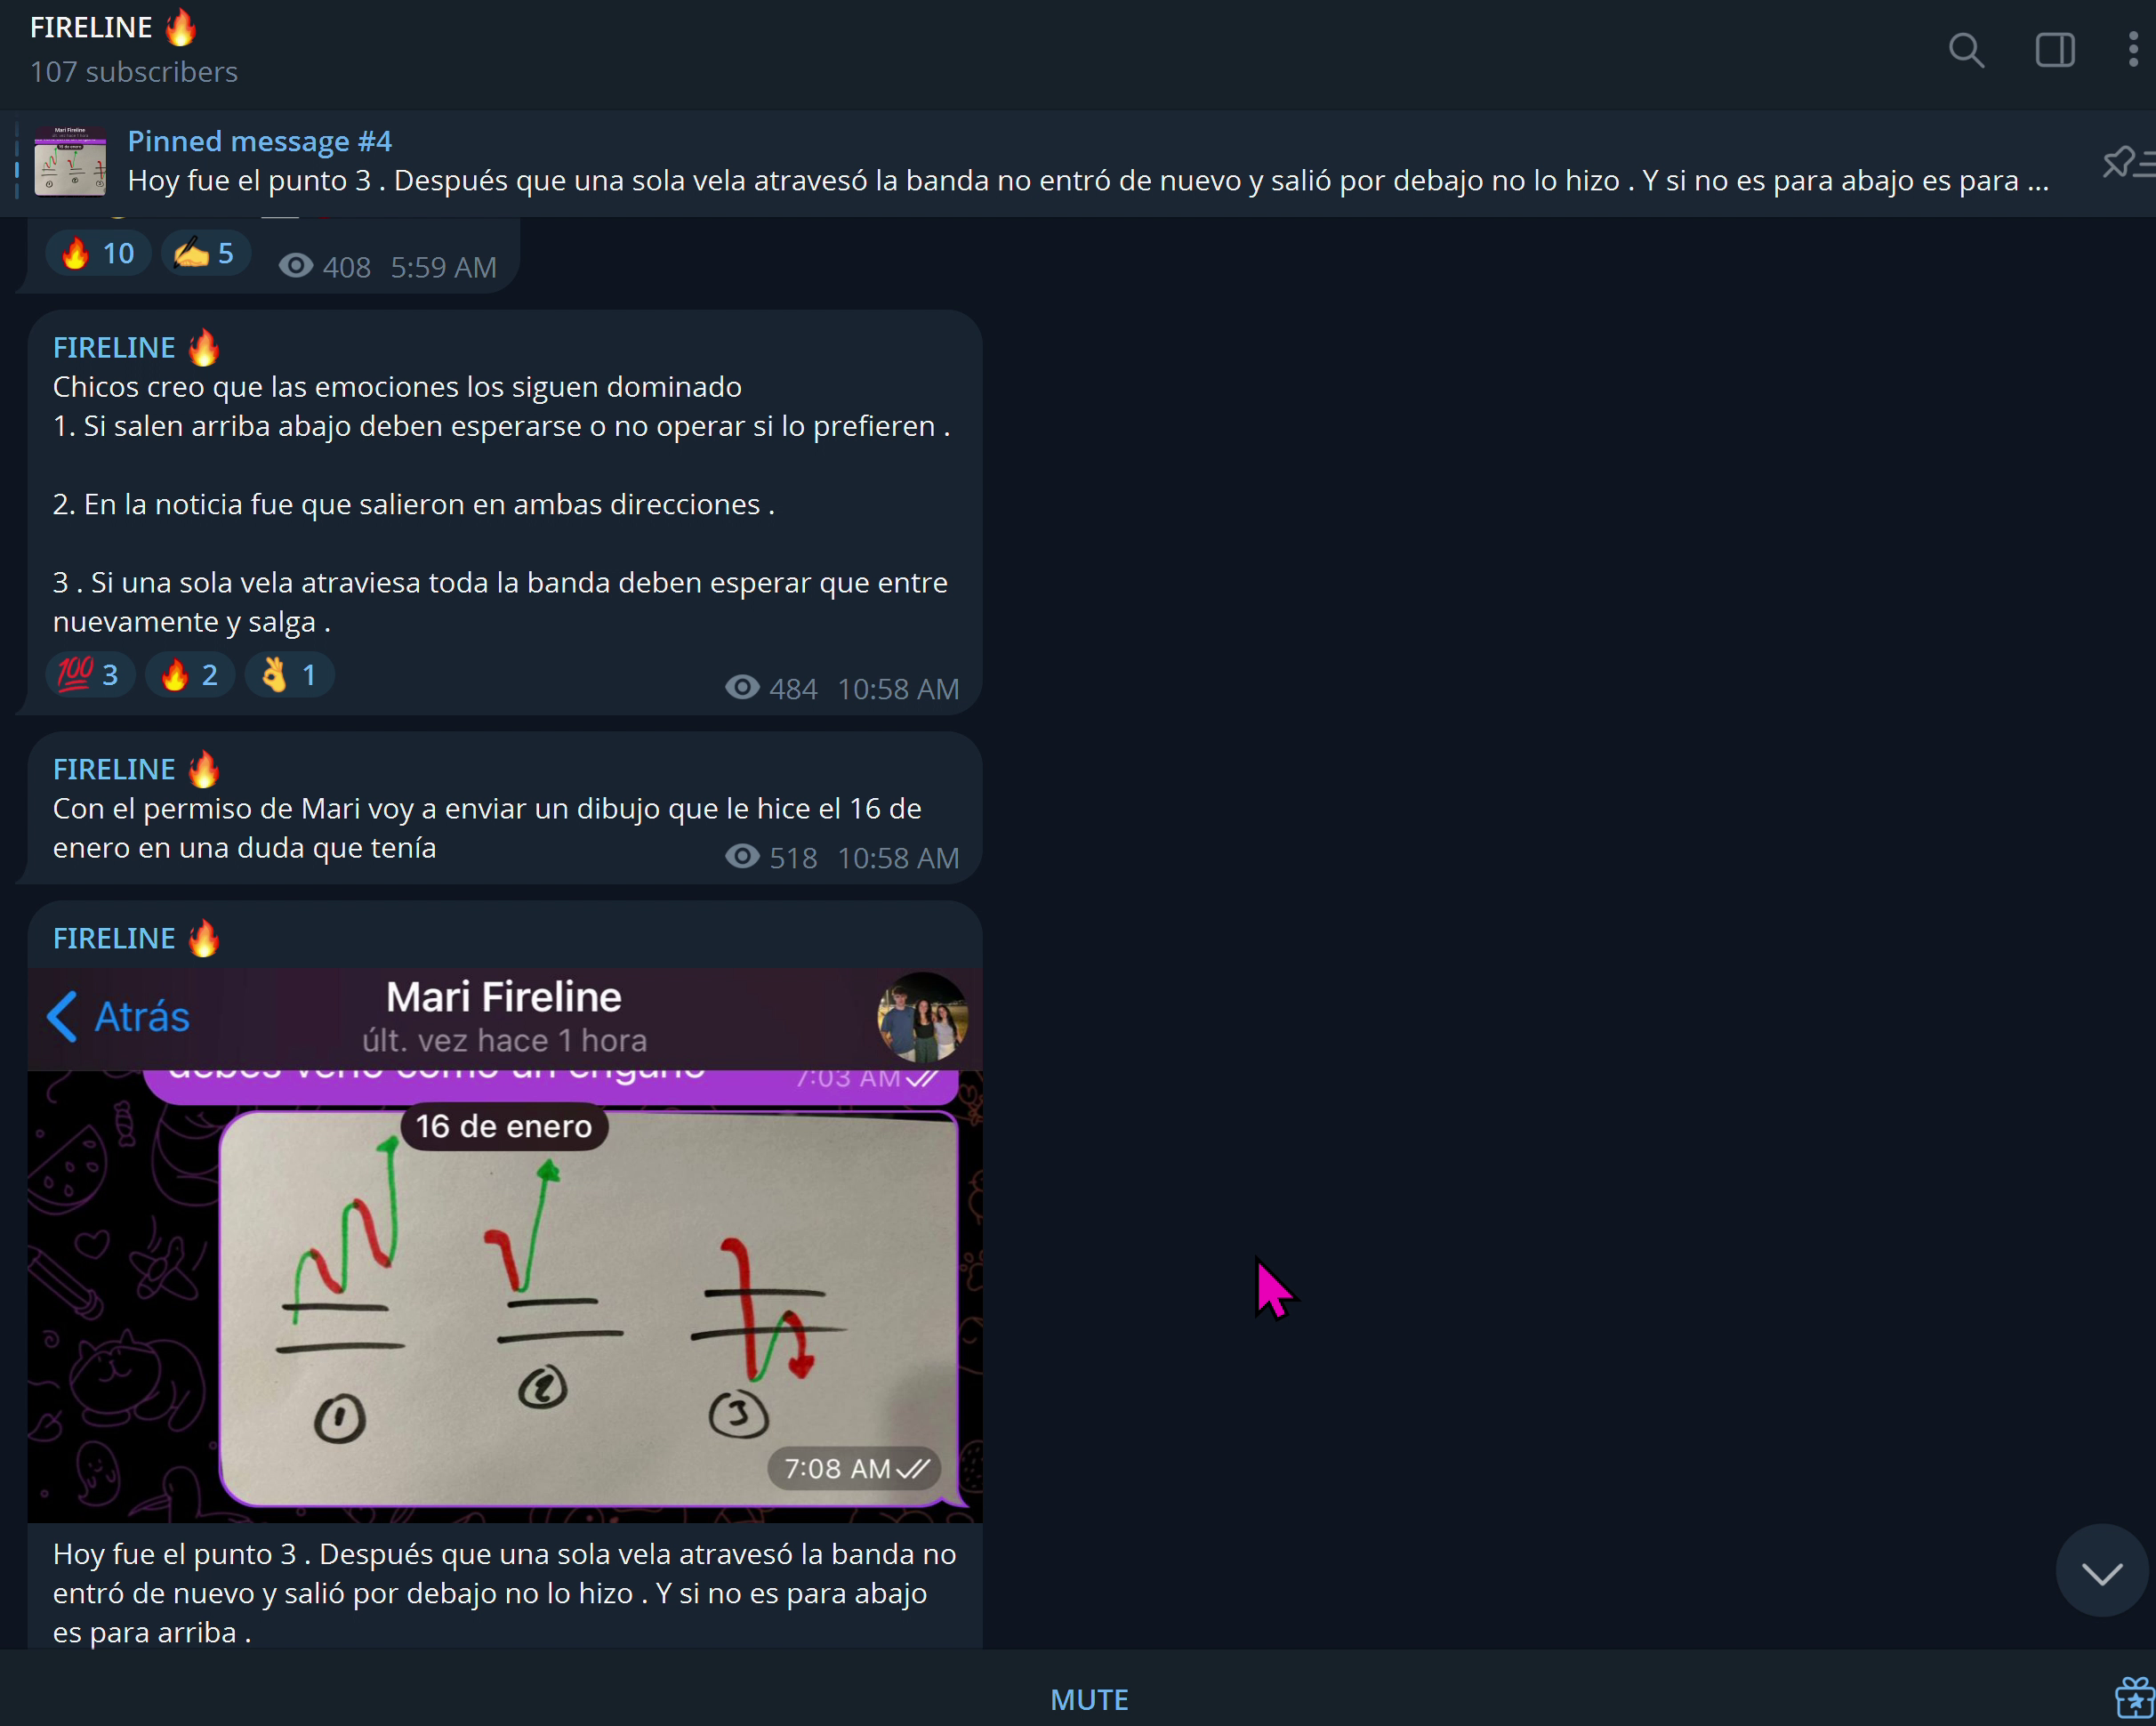 FIRELINE 🔥
107 subscribers
Pinned message #4
Hoy fue el punto 3 . Después que una sola vela atravesó la banda no entró de nuevo y salió por debajo no lo hizo . Y si no es para abajo es para ...
🔥 10 ✍ 5 408 5:59 AM
FIRELINE 🔥
Chicos creo que las emociones los siguen dominado
1. Si salen arriba abajo deben esperarse o no operar si lo prefieren .
2. En la noticia fue que salieron en ambas direcciones .
3 . Si una sola vela atraviesa toda la banda deben esperar que entre
nuevamente y salga .
💯 3 🔥 2 👌 1
484 10:58 AM
FIRELINE 🔥
Con el permiso de Mari voy a enviar un dibujo que le hice el 16 de
enero en una duda que tenía
518 10:58 AM
FIRELINE 🔥
Atrás
Mari Fireline
últ. vez hace 1 hora
debes verlo como un engaño 7:03 AM
16 de enero
1
2
3
7:08 AM
Hoy fue el punto 3 . Después que una sola vela atravesó la banda no
entró de nuevo y salió por debajo no lo hizo . Y si no es para abajo
es para arriba .
MUTE